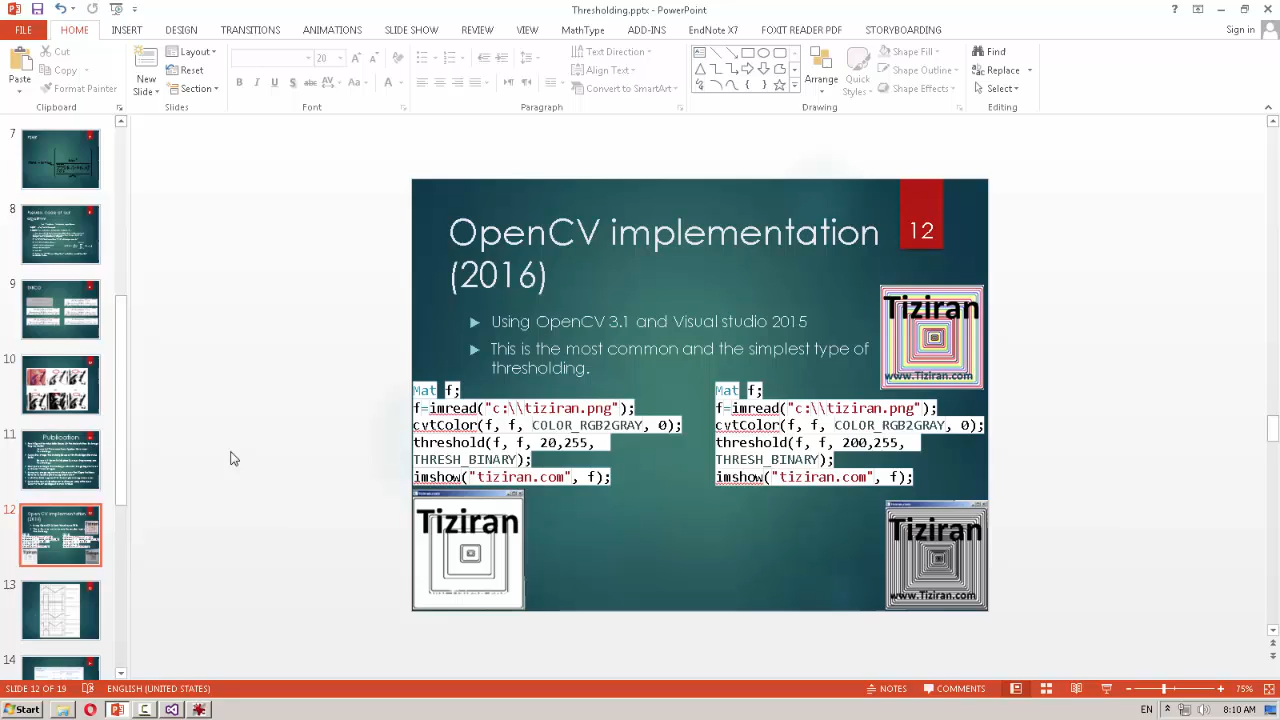 Thresholding.pptx - PowerPoint
FILE HOME INSERT DESIGN TRANSITIONS ANIMATIONS SLIDE SHOW REVIEW VIEW MathType ADD-INS EndNote X7 FOXIT READER PDF STORYBOARDING Sign in
Paste
Cut
Copy
Format Painter
Clipboard
New Slide
Layout
Reset
Section
Slides
20
Font
Text Direction
Align Text
Convert to SmartArt
Paragraph
Arrange
Quick Styles
Shape Fill
Shape Outline
Shape Effects
Drawing
Find
Replace
Select
Editing
7
8
9
10
11
Publication
12
OpenCV implementation
(2016)
13
14
OpenCV implementation
(2016)
12
Using OpenCV 3.1 and Visual studio 2015
This is the most common and the simplest type of
thresholding.
Tiziran
www.Tiziran.com
Mat f;
f=imread("c:\\tiziran.png");
cvtColor(f, f, COLOR_RGB2GRAY, 0);
threshold(f, f, 20,255,
THRESH_BINARY);
imshow("tiziran.com", f);
Mat f;
f=imread("c:\\tiziran.png");
cvtColor(f, f, COLOR_RGB2GRAY, 0);
threshold(f, f, 200,255,
THRESH_BINARY);
imshow("tiziran.com", f);
Tiziran
Tiziran
www.Tiziran.com
SLIDE 12 OF 19 ENGLISH (UNITED STATES) NOTES COMMENTS 75%
Start EN 8:10 AM